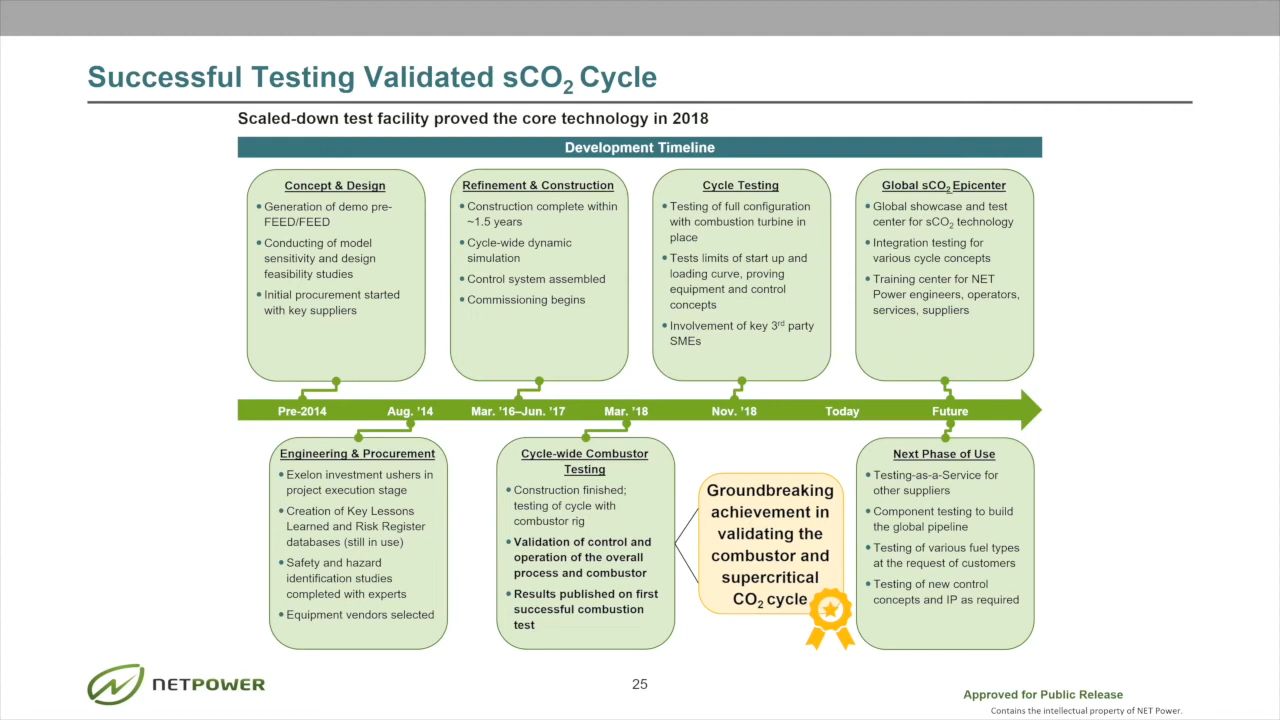 Successful Testing Validated sCO2 Cycle
Scaled-down test facility proved the core technology in 2018
Development Timeline
Concept & Design
• Generation of demo pre-
FEED/FEED
• Conducting of model
sensitivity and design
feasibility studies
• Initial procurement started
with key suppliers
Refinement & Construction
• Construction complete within
~1.5 years
• Cycle-wide dynamic
simulation
• Control system assembled
• Commissioning begins
Cycle Testing
• Testing of full configuration
with combustion turbine in
place
• Tests limits of start up and
loading curve, proving
equipment and control
concepts
• Involvement of key 3rd party
SMEs
Global sCO2 Epicenter
• Global showcase and test
center for sCO2 technology
• Integration testing for
various cycle concepts
• Training center for NET
Power engineers, operators,
services, suppliers
Pre-2014 Aug. '14 Mar. '16–Jun. '17 Mar. '18 Nov. '18 Today Future
Engineering & Procurement
• Exelon investment ushers in
project execution stage
• Creation of Key Lessons
Learned and Risk Register
databases (still in use)
• Safety and hazard
identification studies
completed with experts
• Equipment vendors selected
Cycle-wide Combustor
Testing
• Construction finished;
testing of cycle with
combustor rig
• Validation of control and
operation of the overall
process and combustor
• Results published on first
successful combustion
test
Groundbreaking
achievement in
validating the
combustor and
supercritical
CO2 cycle
Next Phase of Use
• Testing-as-a-Service for
other suppliers
• Component testing to build
the global pipeline
• Testing of various fuel types
at the request of customers
• Testing of new control
concepts and IP as required
NETPOWER
25
Approved for Public Release
Contains the intellectual property of NET Power.